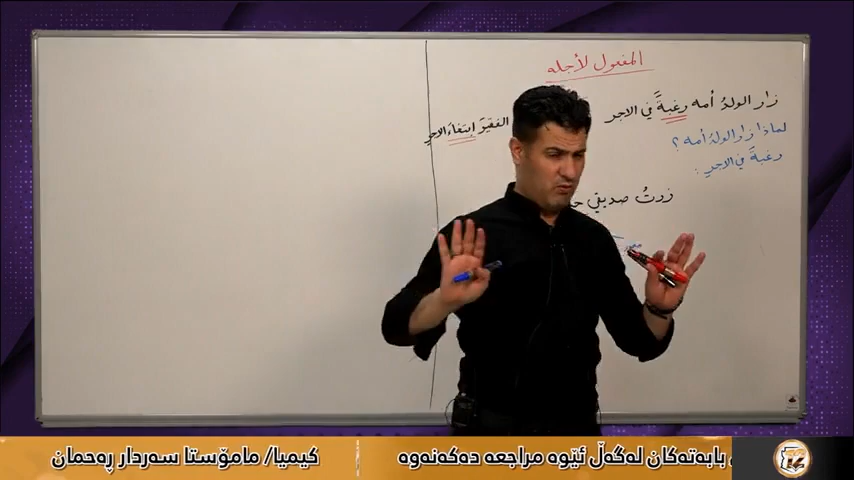 المفعول لأجله
زار الولدُ أمه رغبةً في الاجر
الفقيرَ إبتغاءَ الاجرِ
لماذا زار الولدُ أمه ؟
رغبةً في الاجرِ :
زرتُ صديقي
بابەتەکان لەگەڵ ئێوە مراجعە دەکەنەوە
کیمیا/ مامۆستا سەردار ڕەحمان